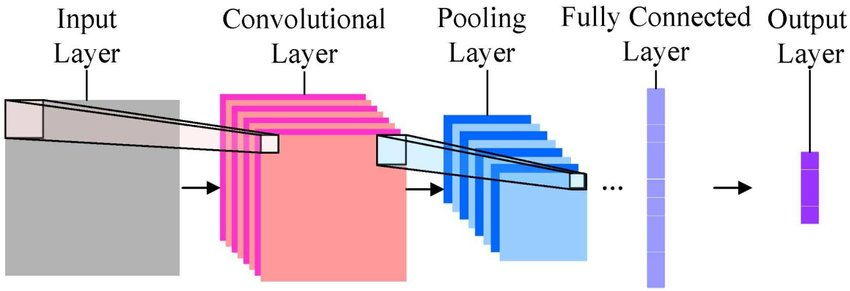 Input
Layer
Convolutional
Layer
Pooling
Layer
Fully Connected
Layer
Output
Layer
...